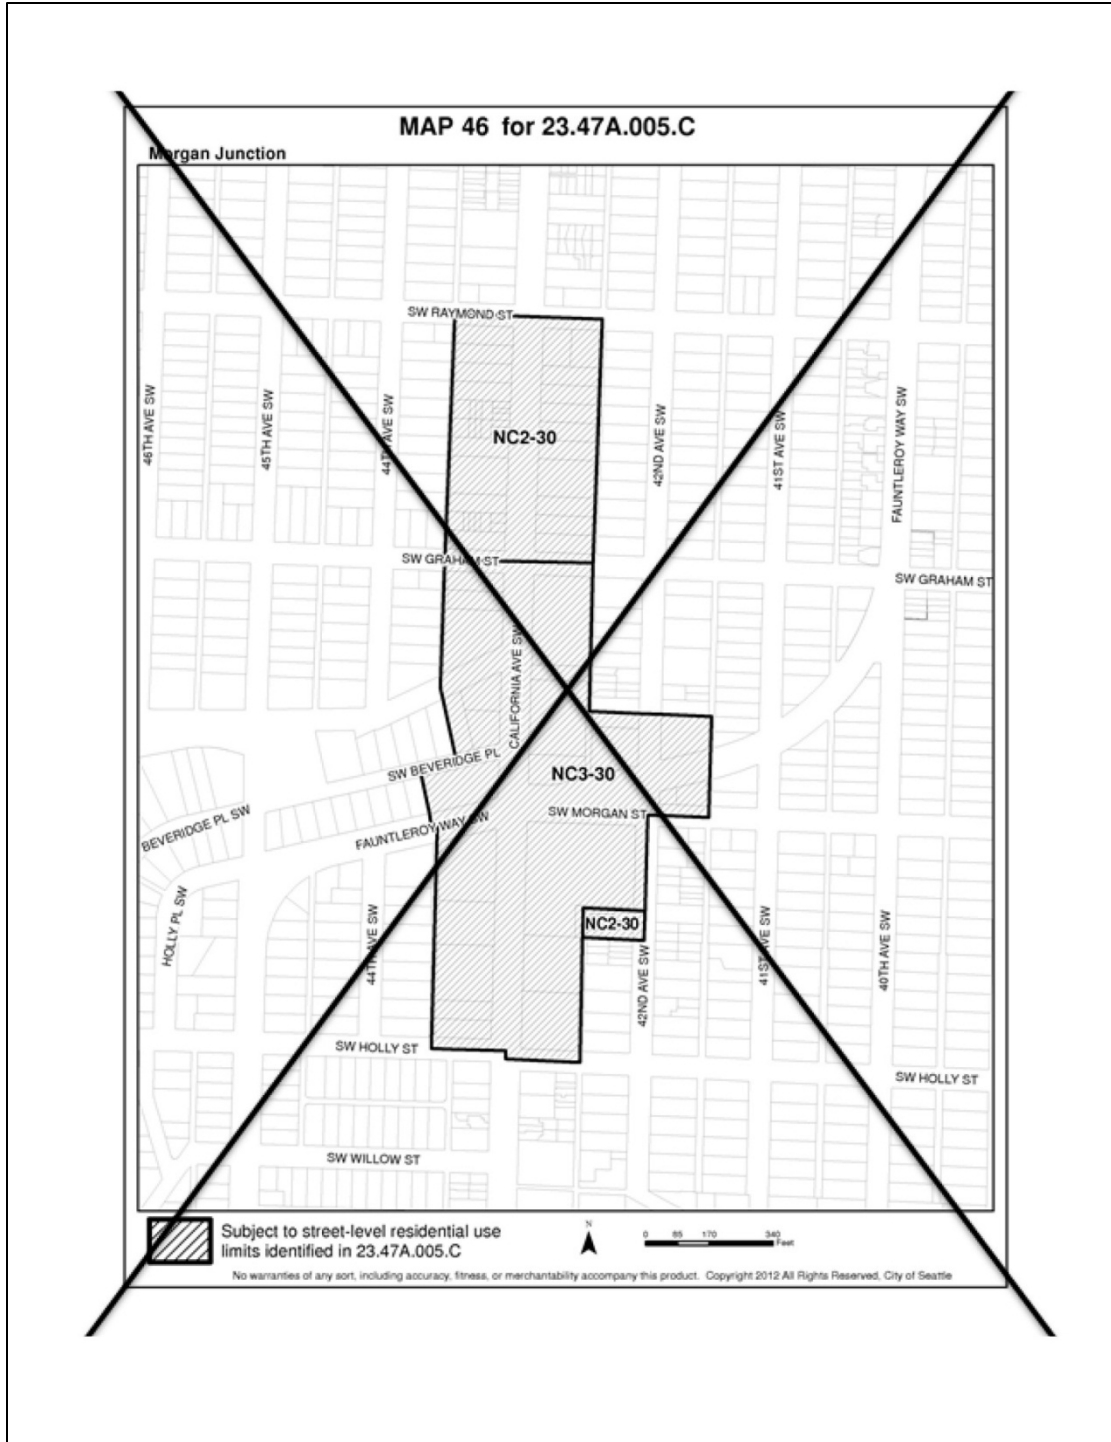 MAP 46 for 23.47A.005.C
Morgan Junction
SW RAYMOND ST
46TH AVE SW
45TH AVE SW
44TH AVE SW
NC2-30
42ND AVE SW
41ST AVE SW
FAUNTLEROY WAY SW
SW GRAHAM ST
SW GRAHAM ST
CALIFORNIA AVE SW
SW BEVERIDGE PL
NC3-30
SW MORGAN ST
BEVERIDGE PL SW
FAUNTLEROY WAY SW
HOLLY PL SW
44TH AVE SW
NC2-30
42ND AVE SW
41ST AVE SW
40TH AVE SW
SW HOLLY ST
SW HOLLY ST
SW WILLOW ST
Subject to street-level residential use
limits identified in 23.47A.005.C
N
0 85 170 340
Feet
No warranties of any sort, including accuracy, fitness, or merchantability accompany this product. Copyright 2012 All Rights Reserved, City of Seattle